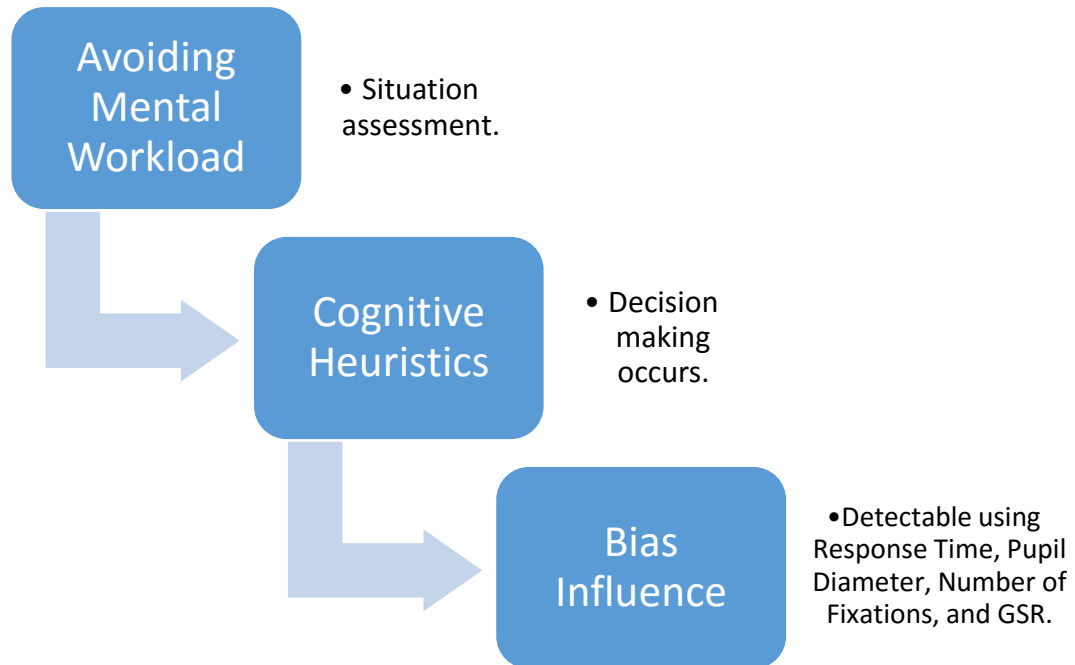 Avoiding
Mental
Workload
• Situation
assessment.
Cognitive
Heuristics
• Decision
making
occurs.
Bias
Influence
•Detectable using
Response Time, Pupil
Diameter, Number of
Fixations, and GSR.